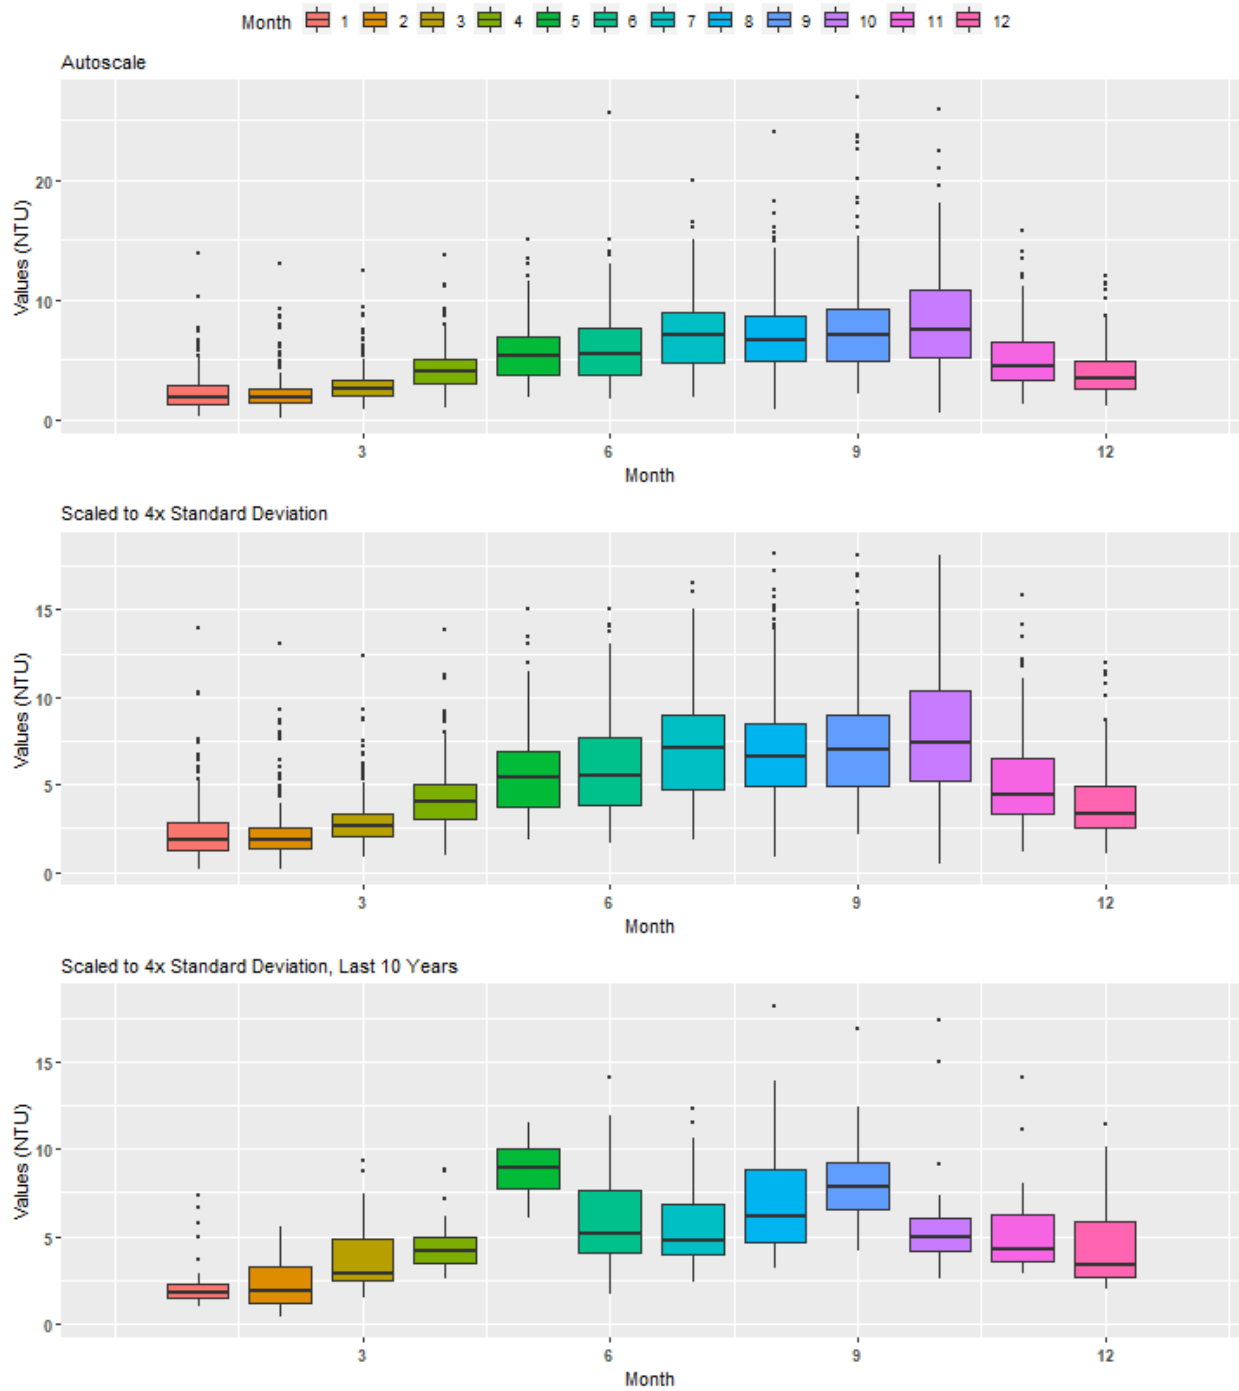 Month 1 2 3 4 5 6 7 8 9 10 11 12
Autoscale
Values (NTU)
20
10
0
3 6 9 12
Month
Scaled to 4x Standard Deviation
Values (NTU)
15
10
5
0
3 6 9 12
Month
Scaled to 4x Standard Deviation, Last 10 Years
Values (NTU)
15
10
5
0
3 6 9 12
Month